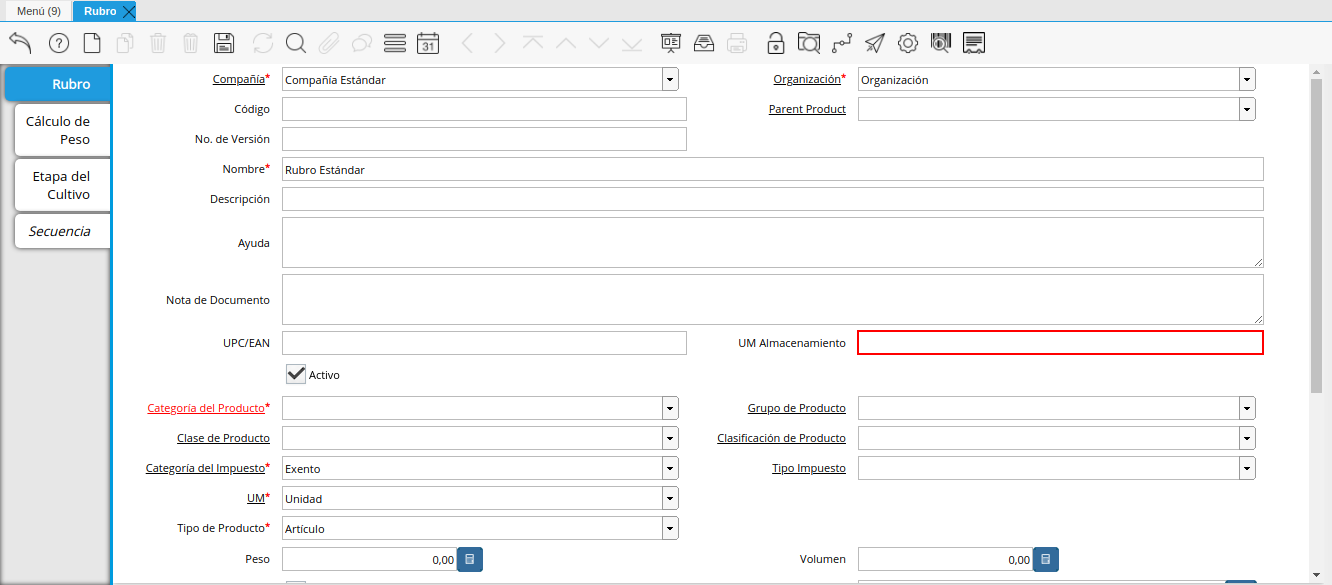 Menú (9) Rubro
31
Rubro
Cálculo de
Peso
Etapa del
Cultivo
Secuencia
Compañía* Compañía Estándar Organización* Organización
Código Parent Product
No. de Versión
Nombre* Rubro Estándar
Descripción
Ayuda
Nota de Documento
UPC/EAN UM Almacenamiento
Activo
Categoría del Producto* Grupo de Producto
Clase de Producto Clasificación de Producto
Categoría del Impuesto* Exento Tipo Impuesto
UM* Unidad
Tipo de Producto* Artículo
Peso 0,00 Volumen 0,00